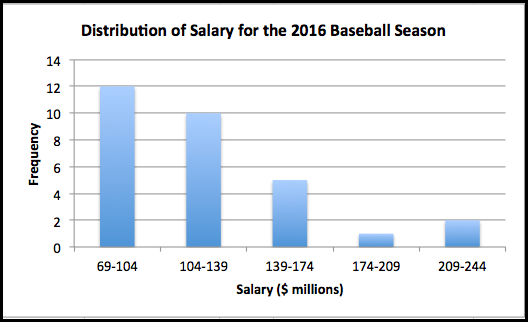 Distribution of Salary for the 2016 Baseball Season
14
12
10
8
6
4
2
0
Frequency
69-104 104-139 139-174 174-209 209-244
Salary ($ millions)